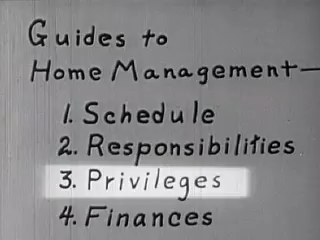 Guides to
Home Management—
1. Schedule
2. Responsibilities
3. Privileges
4. Finances